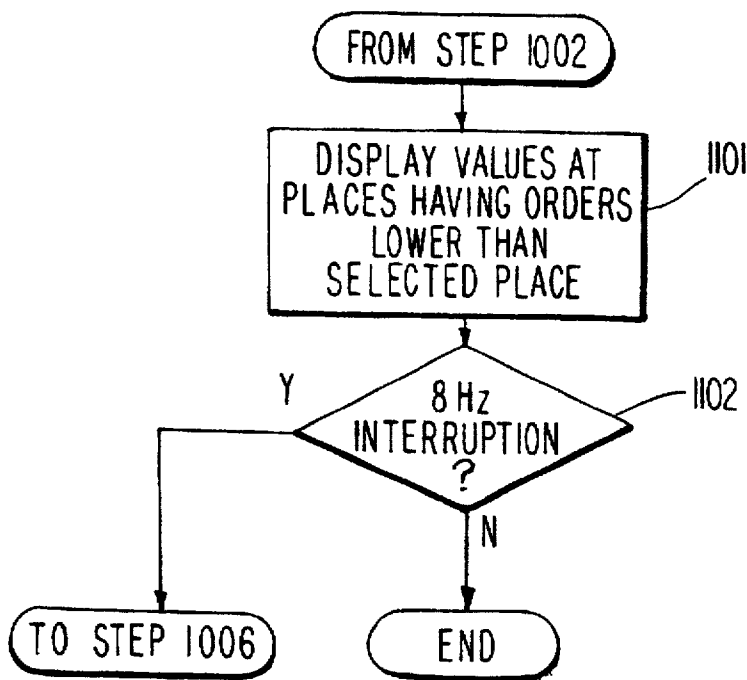 FROM STEP 1002
DISPLAY VALUES AT
PLACES HAVING ORDERS
LOWER THAN
SELECTED PLACE
1101
8 Hz
INTERRUPTION
?
1102
Y
N
TO STEP 1006
END